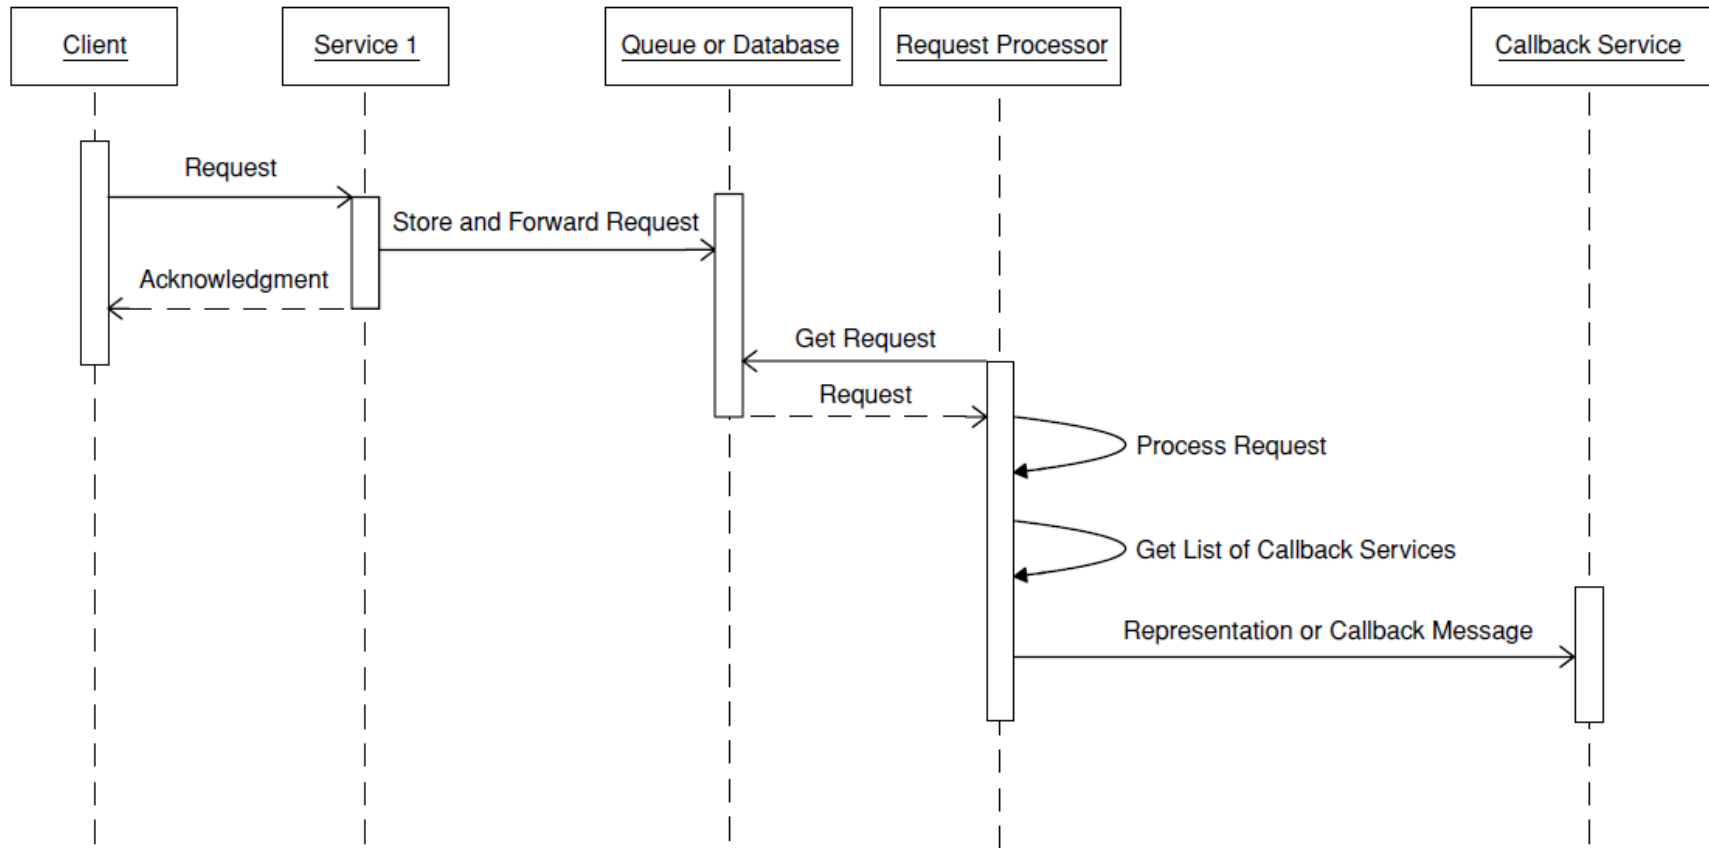 Client
Service 1
Queue or Database
Request Processor
Callback Service
Request
Store and Forward Request
Acknowledgment
Get Request
Request
Process Request
Get List of Callback Services
Representation or Callback Message